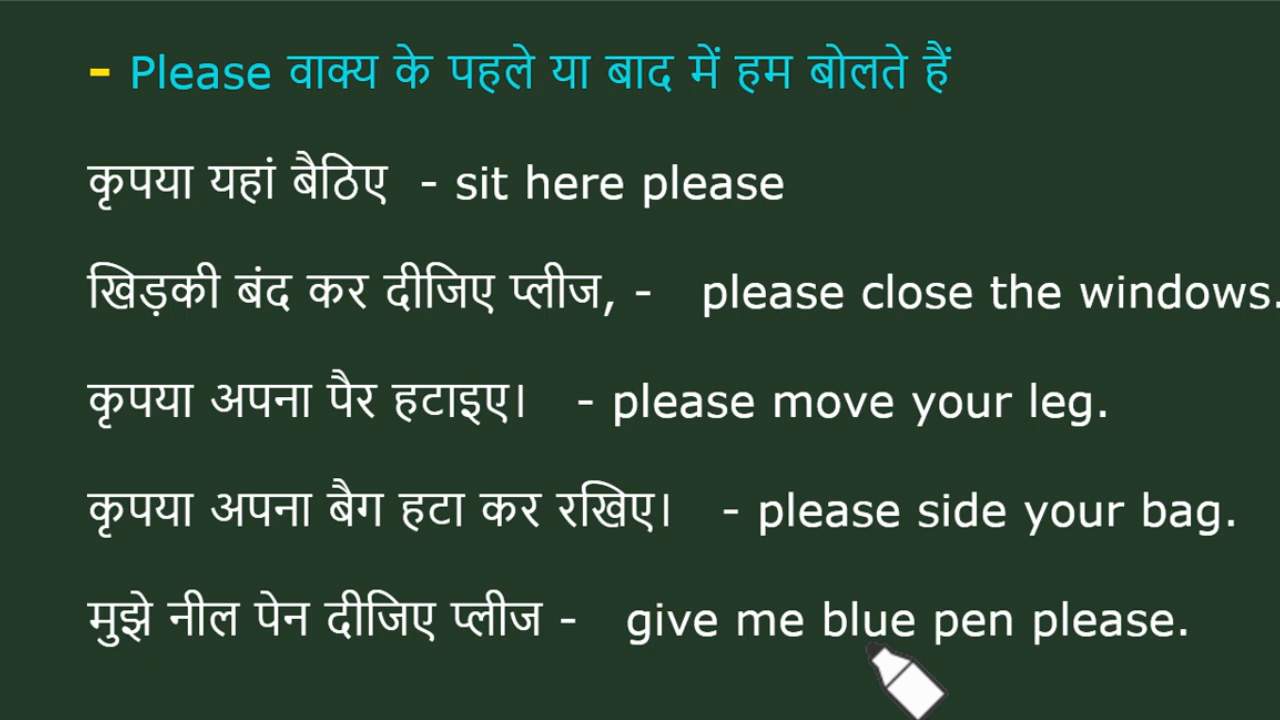 - Please वाक्य के पहले या बाद में हम बोलते हैं
कृपया यहां बैठिए - sit here please
खिड़की बंद कर दीजिए प्लीज, - please close the windows.
कृपया अपना पैर हटाइए। - please move your leg.
कृपया अपना बैग हटा कर रखिए। - please side your bag.
मुझे नील पेन दीजिए प्लीज - give me blue pen please.